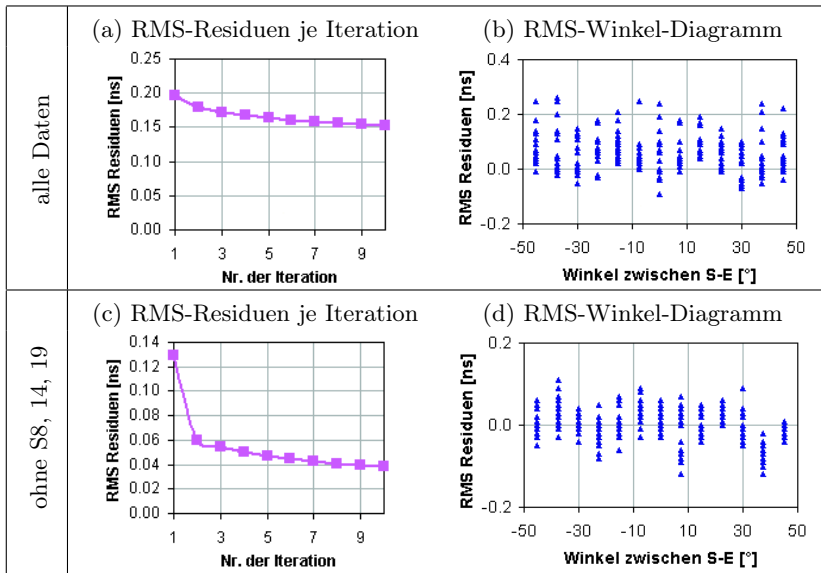 alle Daten
(a) RMS-Residuen je Iteration
RMS Residuen [ns]
0.25
0.20
0.15
0.10
0.05
0.00
1 3 5 7 9
Nr. der Iteration
(b) RMS-Winkel-Diagramm
RMS Residuen [ns]
0.4
0.2
0.0
-0.2
-50 -30 -10 10 30 50
Winkel zwischen S-E [°]
ohne S8, 14, 19
(c) RMS-Residuen je Iteration
RMS Residuen [ns]
0.14
0.12
0.10
0.08
0.06
0.04
0.02
0.00
1 3 5 7 9
Nr. der Iteration
(d) RMS-Winkel-Diagramm
RMS Residuen [ns]
0.2
0.0
-0.2
-50 -30 -10 10 30 50
Winkel zwischen S-E [°]